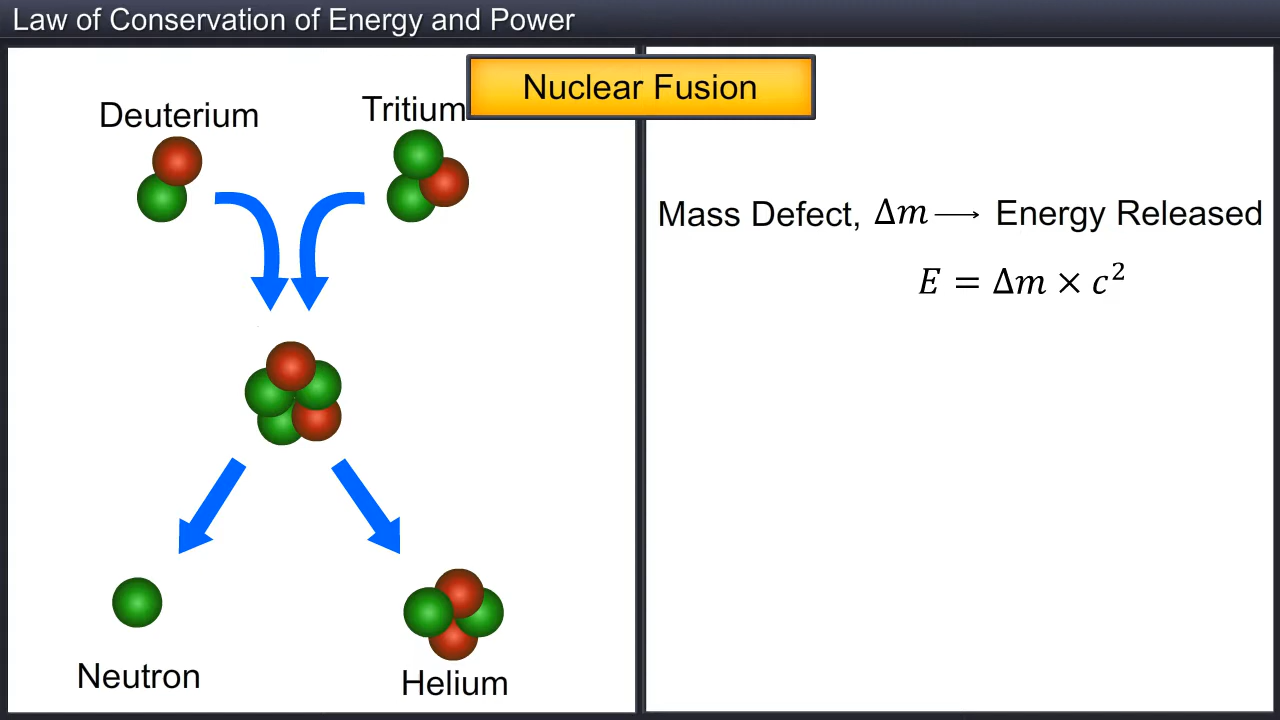 Law of Conservation of Energy and Power
Nuclear Fusion
Deuterium
Tritium
Neutron
Helium
Mass Defect, Δm ⟶ Energy Released
E = Δm × c²